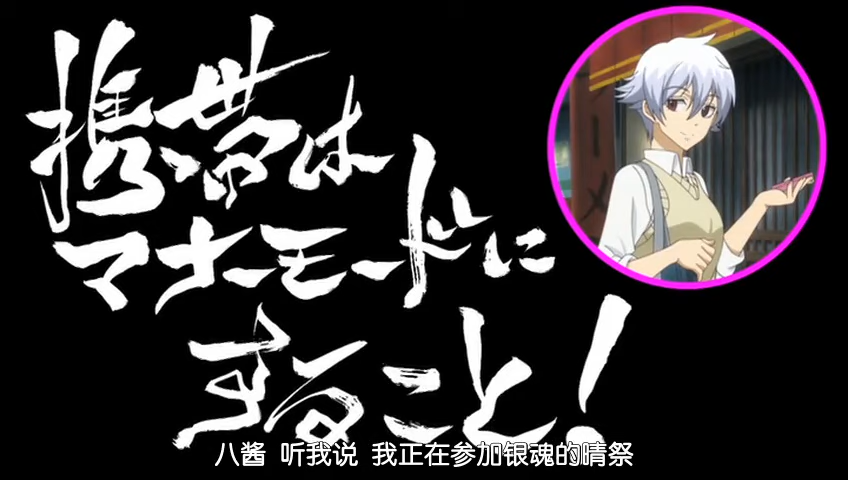 携帯は
マナーモードに
すること!
八酱 听我说 我正在参加银魂的晴祭